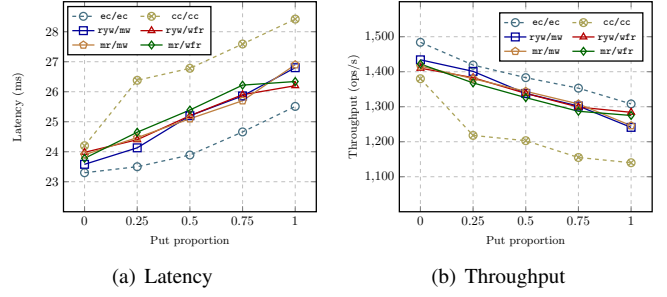 ec/ec cc/cc
ryw/mw ryw/wfr
mr/mw mr/wfr
Latency (ms)
28
27
26
25
24
23
0 0.25 0.5 0.75 1
Put proportion
(a) Latency
ec/ec cc/cc
ryw/mw ryw/wfr
mr/mw mr/wfr
Throughput (ops/s)
1,500
1,400
1,300
1,200
1,100
0 0.25 0.5 0.75 1
Put proportion
(b) Throughput